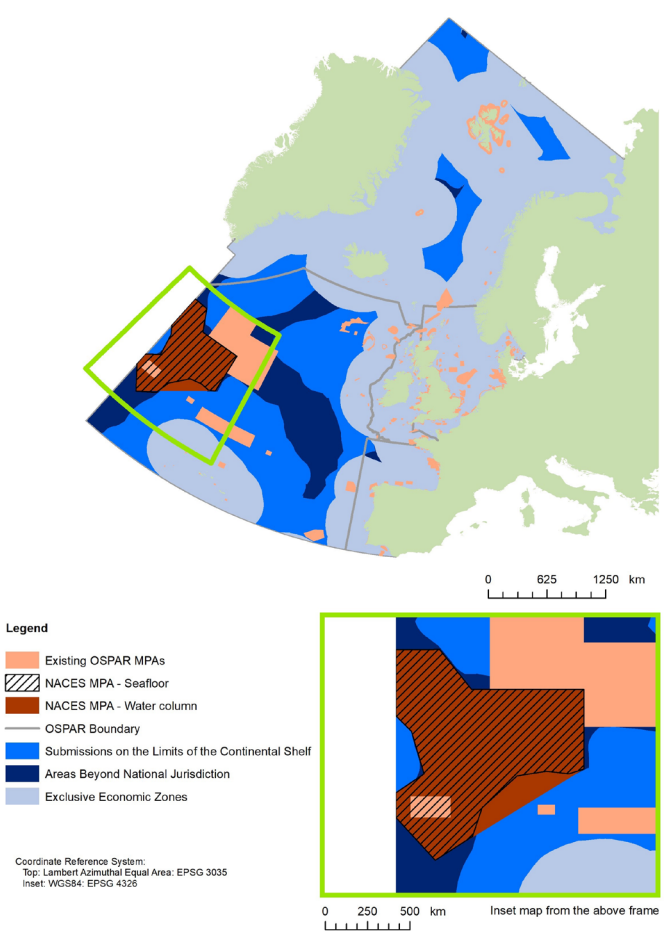 0 625 1250 km
Legend
Existing OSPAR MPAs
NACES MPA - Seafloor
NACES MPA - Water column
OSPAR Boundary
Submissions on the Limits of the Continental Shelf
Areas Beyond National Jurisdiction
Exclusive Economic Zones
Coordinate Reference System:
Top: Lambert Azimuthal Equal Area: EPSG 3035
Inset: WGS84: EPSG 4326
0 250 500 km
Inset map from the above frame